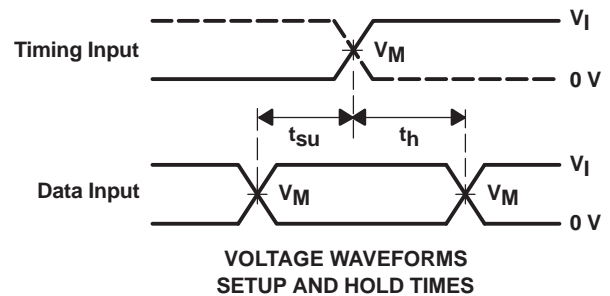 Timing Input
VM
VI
0 V
tsu
th
Data Input
VM
VM
VI
0 V
VOLTAGE WAVEFORMS
SETUP AND HOLD TIMES